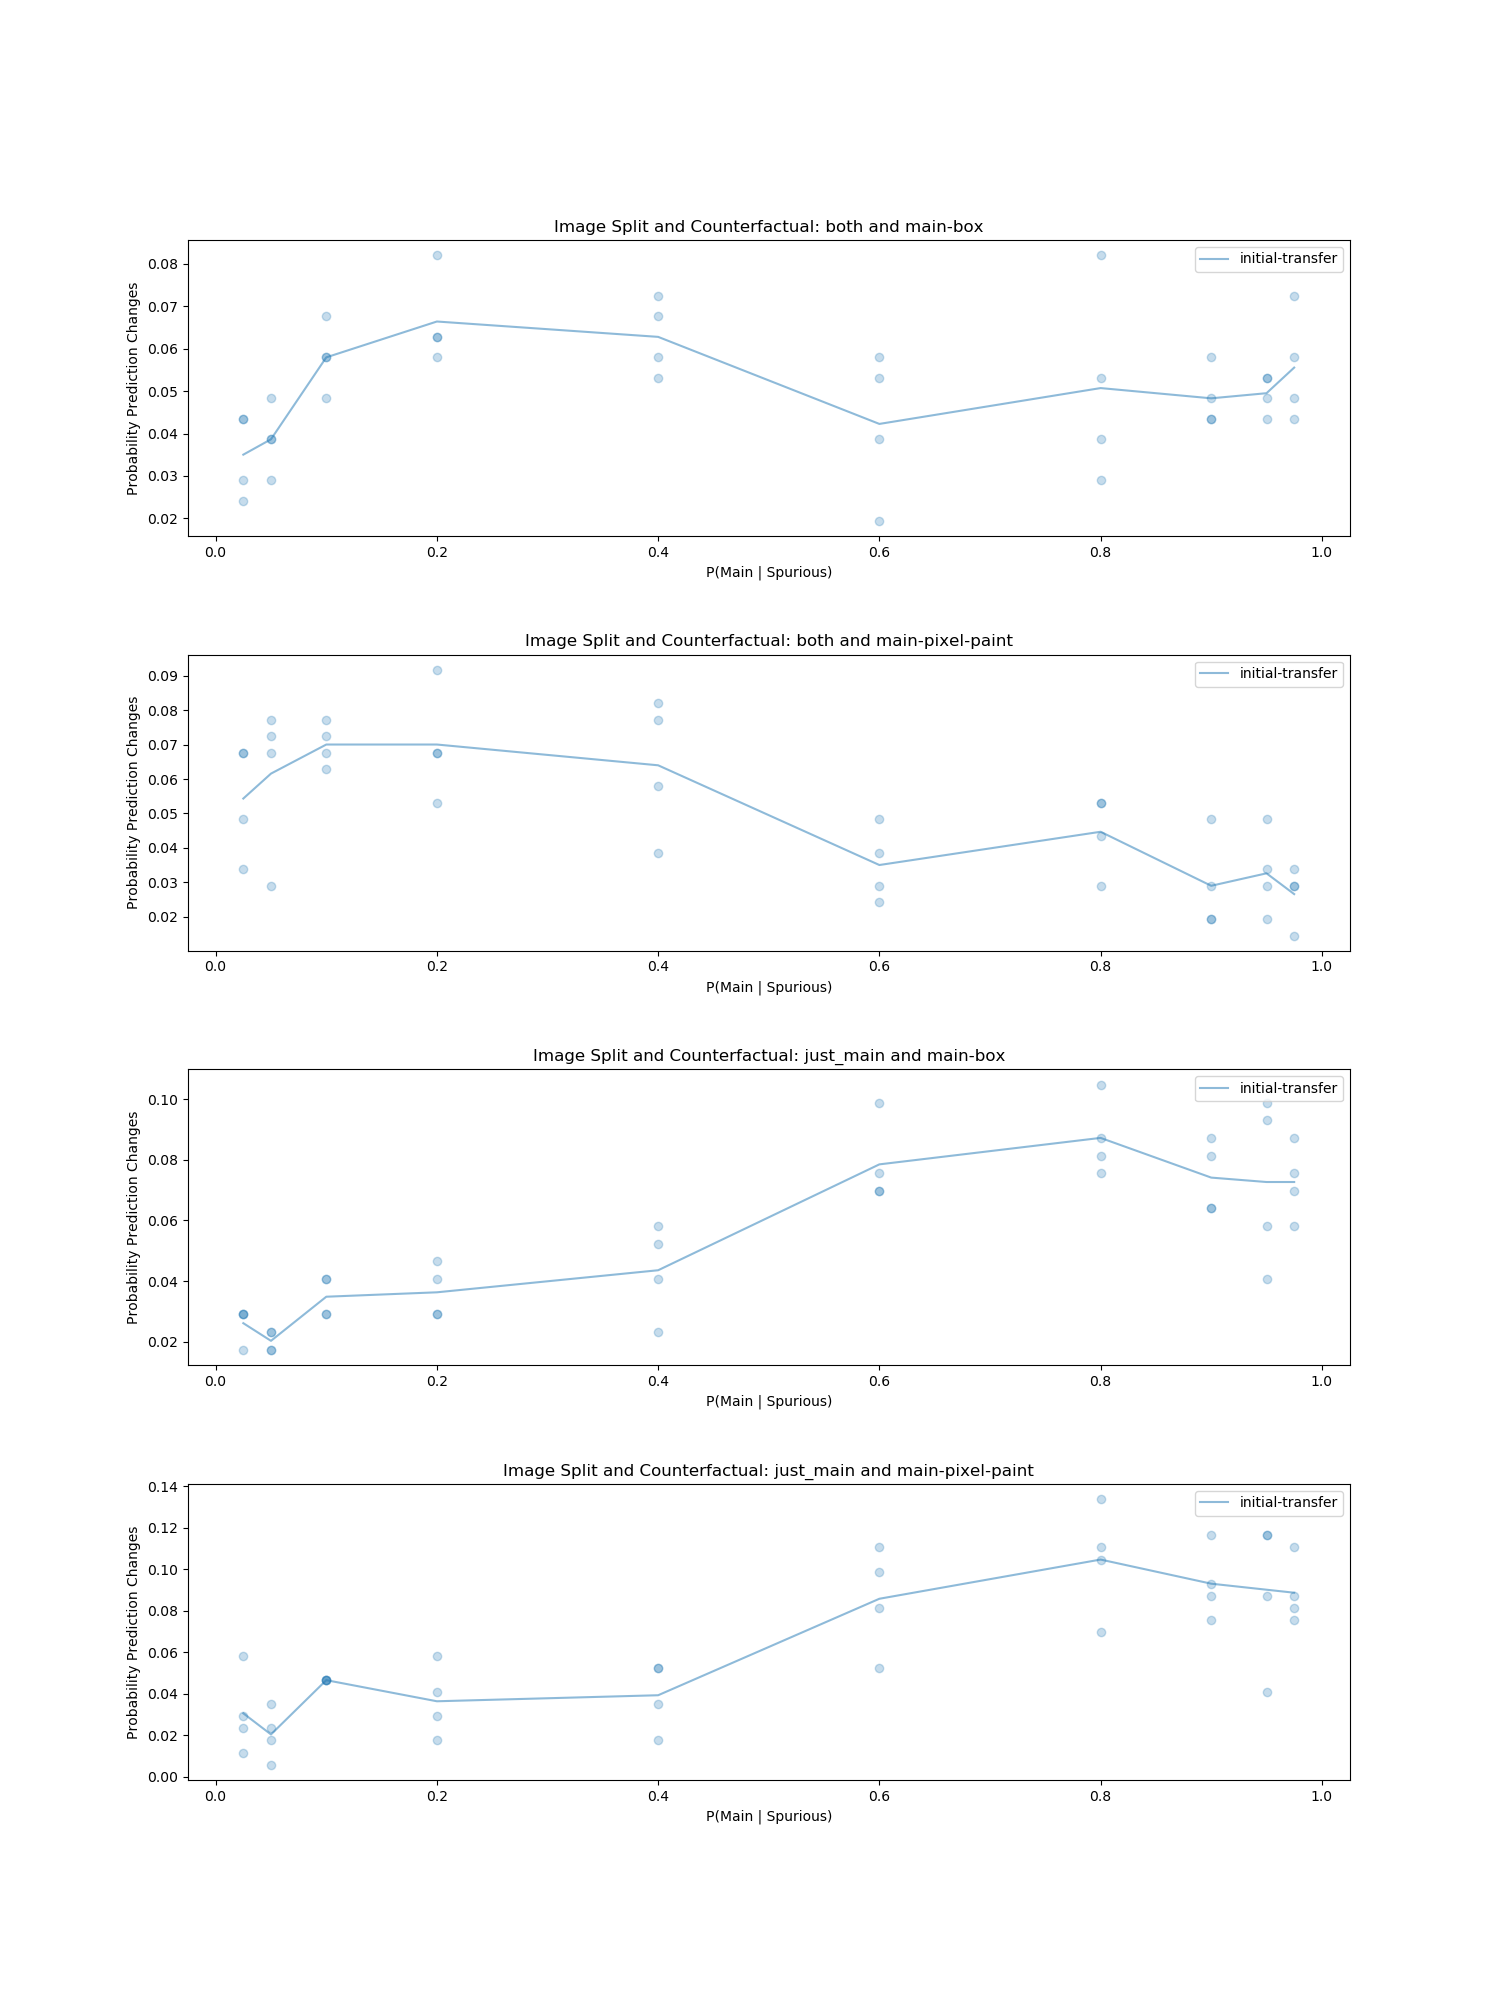 Image Split and Counterfactual: both and main-box
initial-transfer
Probability Prediction Changes
0.08
0.07
0.06
0.05
0.04
0.03
0.02
0.0 0.2 0.4 0.6 0.8 1.0
P(Main | Spurious)
Image Split and Counterfactual: both and main-pixel-paint
initial-transfer
Probability Prediction Changes
0.09
0.08
0.07
0.06
0.05
0.04
0.03
0.02
0.0 0.2 0.4 0.6 0.8 1.0
P(Main | Spurious)
Image Split and Counterfactual: just_main and main-box
initial-transfer
Probability Prediction Changes
0.10
0.08
0.06
0.04
0.02
0.0 0.2 0.4 0.6 0.8 1.0
P(Main | Spurious)
Image Split and Counterfactual: just_main and main-pixel-paint
initial-transfer
Probability Prediction Changes
0.14
0.12
0.10
0.08
0.06
0.04
0.02
0.00
0.0 0.2 0.4 0.6 0.8 1.0
P(Main | Spurious)